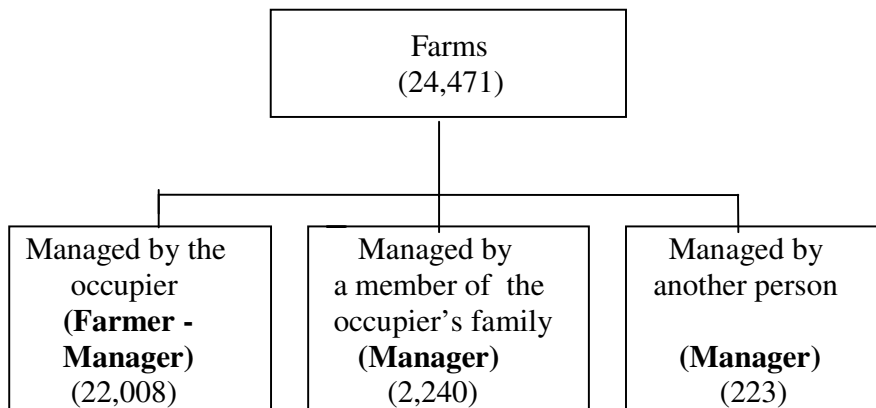 Farms
(24,471)
Managed by the
occupier
(Farmer -
Manager)
(22,008)
Managed by
a member of the
occupier's family
(Manager)
(2,240)
Managed by
another person
(Manager)
(223)